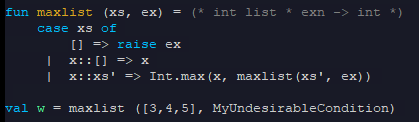 fun maxlist (xs, ex) = (* int list * exn -> int *)
case xs of
[] => raise ex
| x::[] => x
| x::xs' => Int.max(x, maxlist(xs', ex))
val w = maxlist ([3,4,5], MyUndesirableCondition)